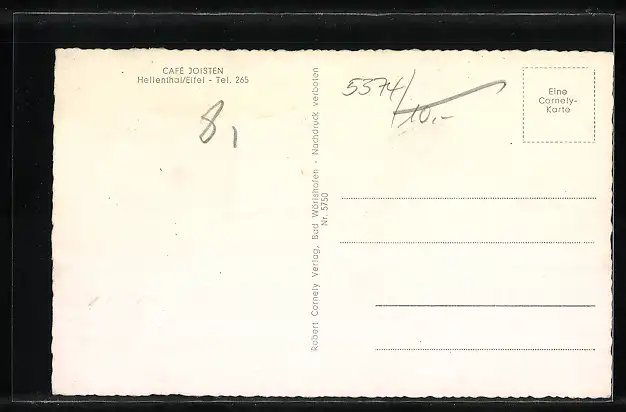 CAFÉ JOISTEN
Hellenthal/Eifel - Tel. 265
8,
Robert Cornely Verlag, Bad Wörishofen - Nachdruck verboten
Nr. 5750
5374/
10,-
Eine
Cornely-
Karte